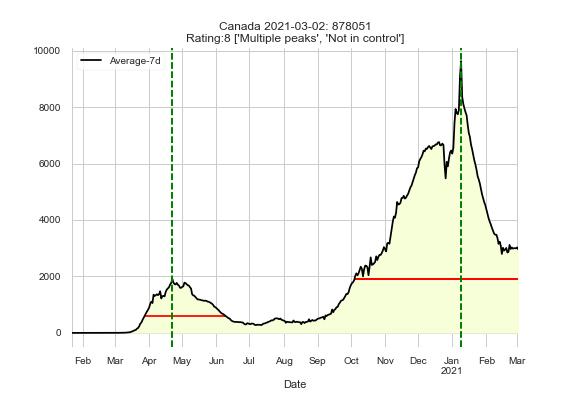 Canada 2021-03-02: 878051
Rating:8 ['Multiple peaks', 'Not in control']
Average-7d
10000
8000
6000
4000
2000
0
Feb Mar Apr May Jun Jul Aug Sep Oct Nov Dec Jan Feb Mar
2021
Date